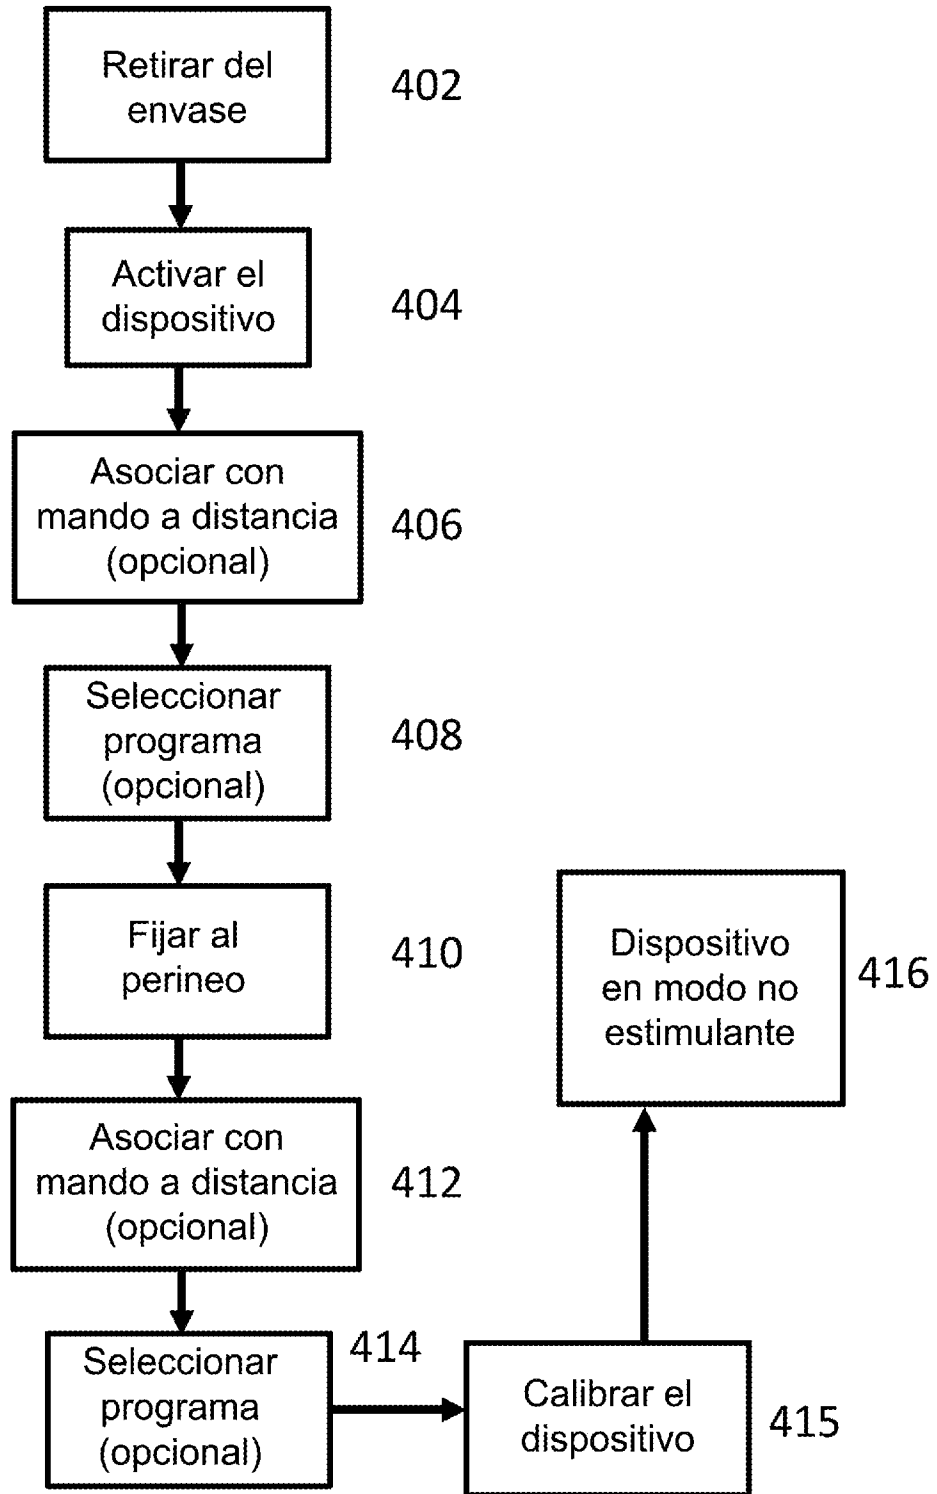 Retirar del
envase
402
Activar el
dispositivo
404
Asociar con
mando a distancia
(opcional)
406
Seleccionar
programa
(opcional)
408
Fijar al
perineo
410
Asociar con
mando a distancia
(opcional)
412
Seleccionar
programa
(opcional)
414
Calibrar el
dispositivo
415
Dispositivo
en modo no
estimulante
416